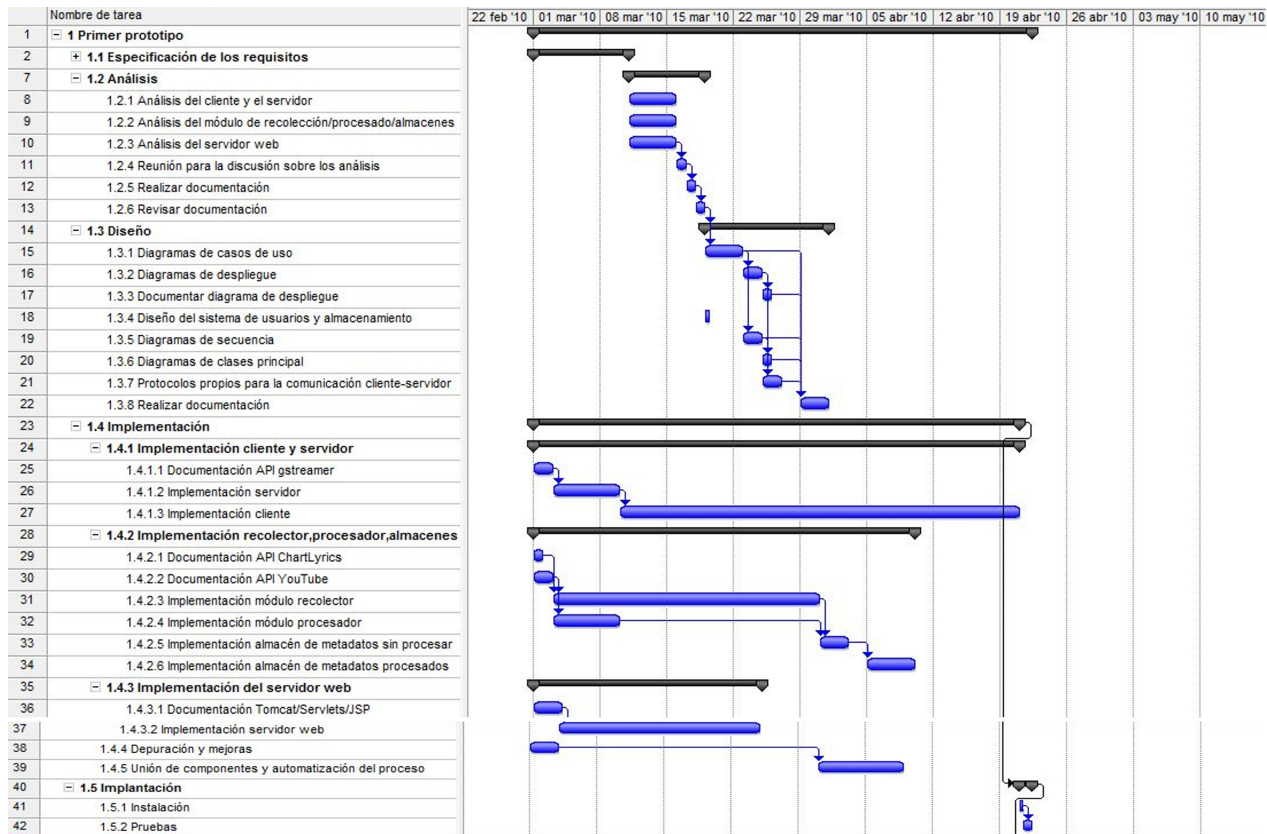 Nombre de tarea
22 feb '10 01 mar '10 08 mar '10 15 mar '10 22 mar '10 29 mar '10 05 abr '10 12 abr '10 19 abr '10 26 abr '10 03 may '10 10 may '10
1 1 Primer prototipo
2 1.1 Especificación de los requisitos
7 1.2 Análisis
8 1.2.1 Análisis del cliente y el servidor
9 1.2.2 Análisis del módulo de recolección/procesado/almacenes
10 1.2.3 Análisis del servidor web
11 1.2.4 Reunión para la discusión sobre los análisis
12 1.2.5 Realizar documentación
13 1.2.6 Revisar documentación
14 1.3 Diseño
15 1.3.1 Diagramas de casos de uso
16 1.3.2 Diagramas de despliegue
17 1.3.3 Documentar diagrama de despliegue
18 1.3.4 Diseño del sistema de usuarios y almacenamiento
19 1.3.5 Diagramas de secuencia
20 1.3.6 Diagramas de clases principal
21 1.3.7 Protocolos propios para la comunicación cliente-servidor
22 1.3.8 Realizar documentación
23 1.4 Implementación
24 1.4.1 Implementación cliente y servidor
25 1.4.1.1 Documentación API gstreamer
26 1.4.1.2 Implementación servidor
27 1.4.1.3 Implementación cliente
28 1.4.2 Implementación recolector,procesador,almacenes
29 1.4.2.1 Documentación API ChartLyrics
30 1.4.2.2 Documentación API YouTube
31 1.4.2.3 Implementación módulo recolector
32 1.4.2.4 Implementación módulo procesador
33 1.4.2.5 Implementación almacén de metadatos sin procesar
34 1.4.2.6 Implementación almacén de metadatos procesados
35 1.4.3 Implementación del servidor web
36 1.4.3.1 Documentación Tomcat/Servlets/JSP
37 1.4.3.2 Implementación servidor web
38 1.4.4 Depuración y mejoras
39 1.4.5 Unión de componentes y automatización del proceso
40 1.5 Implantación
41 1.5.1 Instalación
42 1.5.2 Pruebas